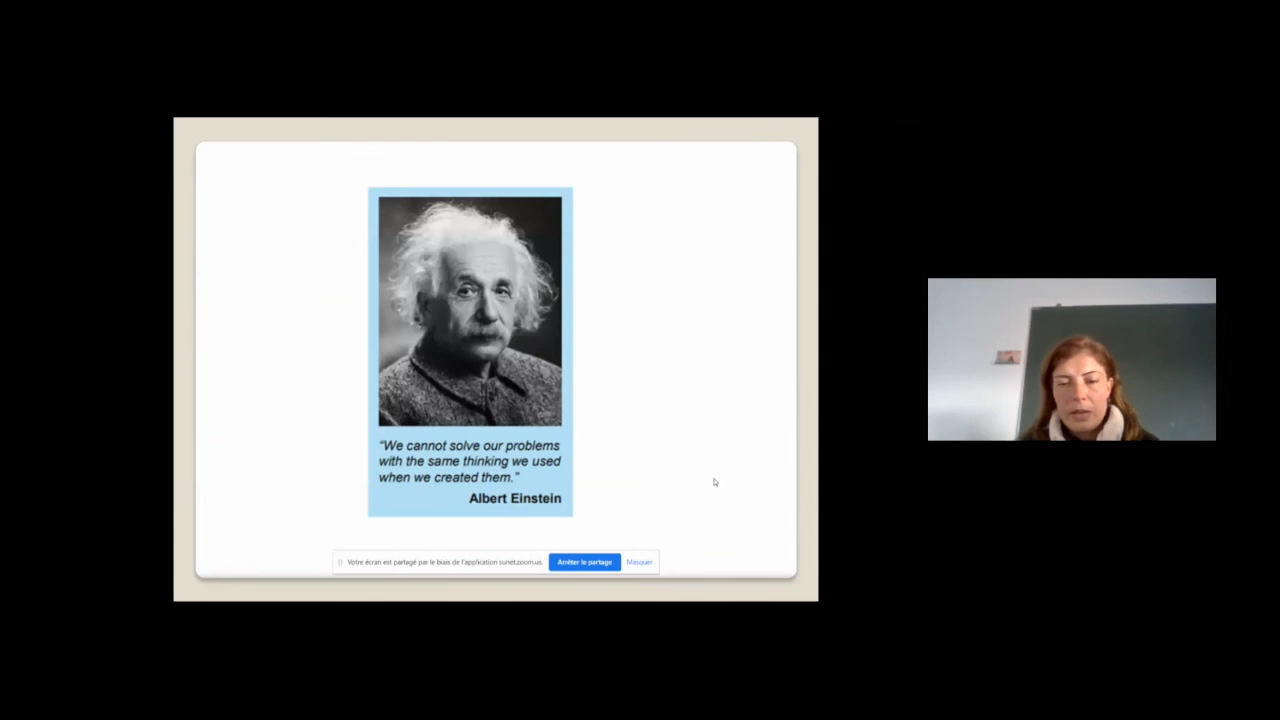 “We cannot solve our problems
with the same thinking we used
when we created them.”
Albert Einstein
Votre écran est partagé par le biais de l'application sunet.zoom.us.
Arrêter le partage
Masquer